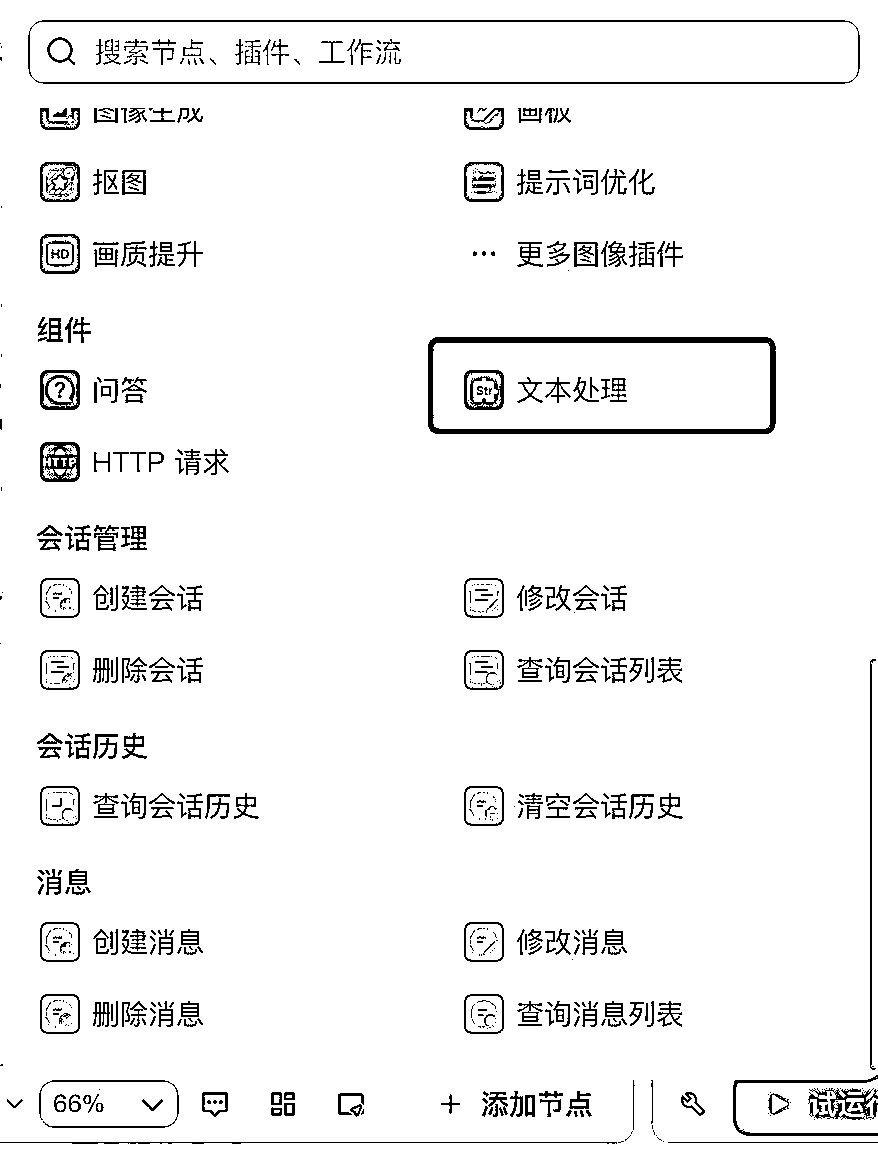 搜索节点、插件、工作流
图像生成 画板
抠图 提示词优化
HD 画质提升 ··· 更多图像插件
组件
问答 Str 文本处理
HTTP 请求
会话管理
创建会话 修改会话
删除会话 查询会话列表
会话历史
查询会话历史 清空会话历史
消息
创建消息 修改消息
删除消息 查询消息列表
66% + 添加节点 试运行